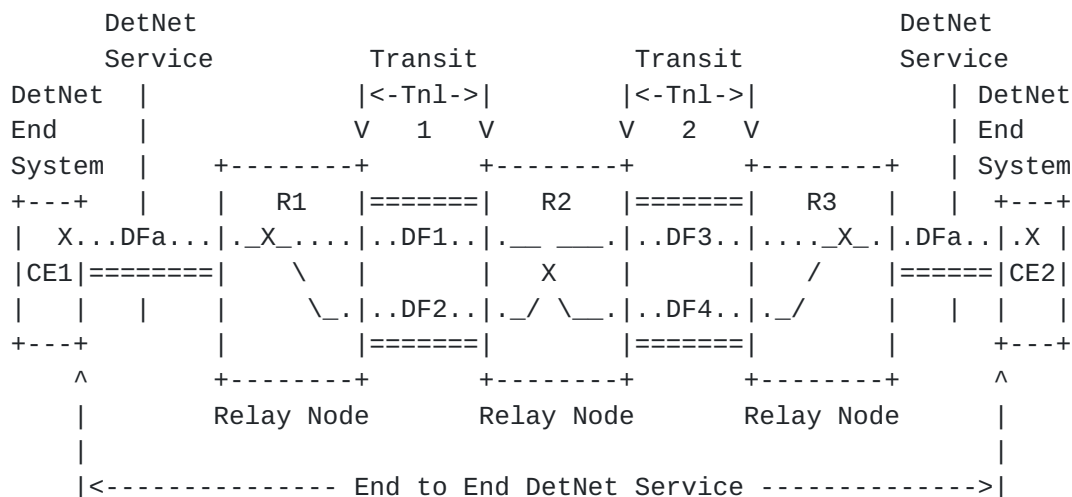 DetNet                                             DetNet
      Service          Transit          Transit          Service
DetNet  |             |<-Tnl->|        |<-Tnl->|            | DetNet
End     |             V   1   V        V   2   V            | End
System  |    +--------+       +--------+       +--------+   | System
+---+   |    |   R1   |=======|   R2   |=======|   R3   |   |  +---+
|  X...DFa...|._X_....|..DF1..|.__ ___.|..DF3..|...._X_.|.DFa..|.X |
|CE1|========|    \   |       |   X    |       |   /    |======|CE2|
|   |   |    |     \_.|..DF2..|._/ \__.|..DF4..|._/     |   |  |   |
+---+        |        |=======|        |=======|        |      +---+
    ^        +--------+       +--------+       +--------+      ^
    |        Relay Node       Relay Node       Relay Node      |
    |                                                          |
    |<--------------- End to End DetNet Service -------------->|